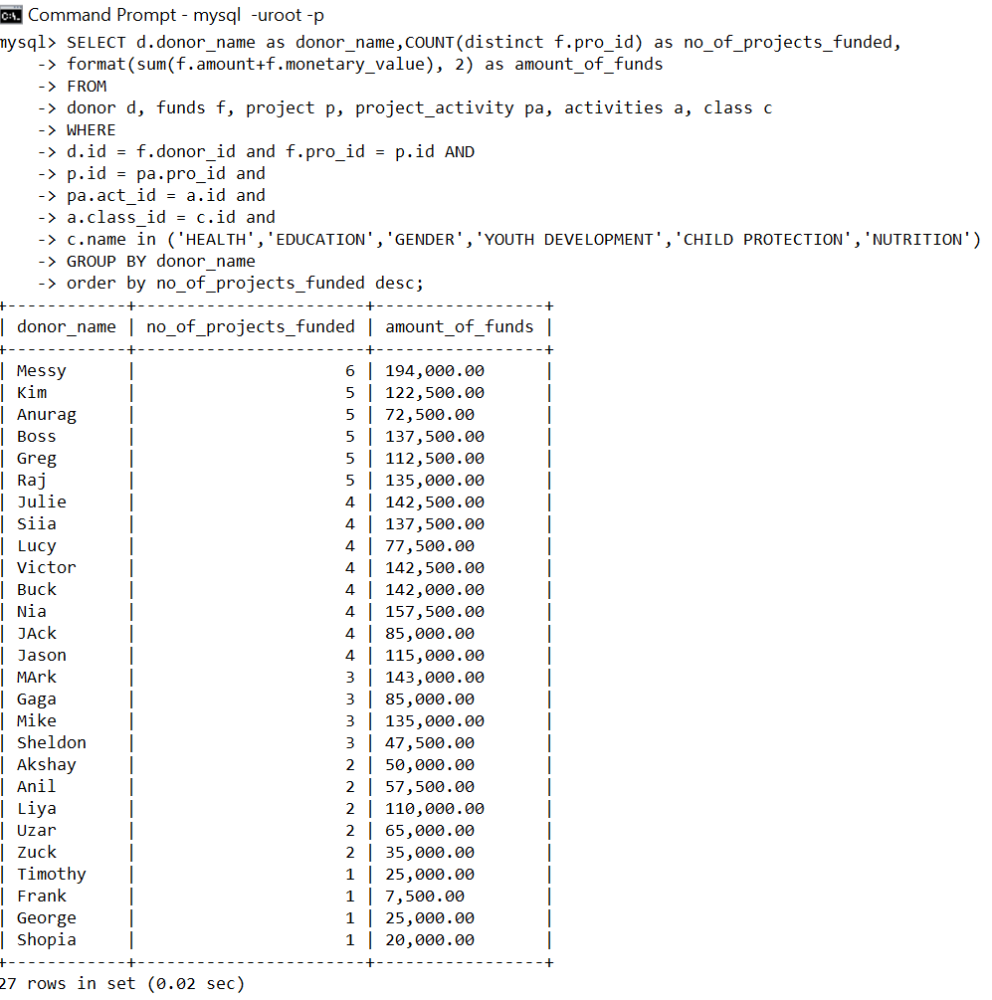 Command Prompt - mysql  -uroot -p
mysql> SELECT d.donor_name as donor_name,COUNT(distinct f.pro_id) as no_of_projects_funded,
    -> format(sum(f.amount+f.monetary_value), 2) as amount_of_funds
    -> FROM
    -> donor d, funds f, project p, project_activity pa, activities a, class c
    -> WHERE
    -> d.id = f.donor_id and f.pro_id = p.id AND
    -> p.id = pa.pro_id and
    -> pa.act_id = a.id and
    -> a.class_id = c.id and
    -> c.name in ('HEALTH','EDUCATION','GENDER','YOUTH DEVELOPMENT','CHILD PROTECTION','NUTRITION')
    -> GROUP BY donor_name
    -> order by no_of_projects_funded desc;
+------------+-----------------------+-----------------+
| donor_name | no_of_projects_funded | amount_of_funds |
+------------+-----------------------+-----------------+
| Messy      |                     6 | 194,000.00      |
| Kim        |                     5 | 122,500.00      |
| Anurag     |                     5 | 72,500.00       |
| Boss       |                     5 | 137,500.00      |
| Greg       |                     5 | 112,500.00      |
| Raj        |                     5 | 135,000.00      |
| Julie      |                     4 | 142,500.00      |
| Siia       |                     4 | 137,500.00      |
| Lucy       |                     4 | 77,500.00       |
| Victor     |                     4 | 142,500.00      |
| Buck       |                     4 | 142,000.00      |
| Nia        |                     4 | 157,500.00      |
| JAck       |                     4 | 85,000.00       |
| Jason      |                     4 | 115,000.00      |
| MArk       |                     3 | 143,000.00      |
| Gaga       |                     3 | 85,000.00       |
| Mike       |                     3 | 135,000.00      |
| Sheldon    |                     3 | 47,500.00       |
| Akshay     |                     2 | 50,000.00       |
| Anil       |                     2 | 57,500.00       |
| Liya       |                     2 | 110,000.00      |
| Uzar       |                     2 | 65,000.00       |
| Zuck       |                     2 | 35,000.00       |
| Timothy    |                     1 | 25,000.00       |
| Frank      |                     1 | 7,500.00        |
| George     |                     1 | 25,000.00       |
| Shopia     |                     1 | 20,000.00       |
+------------+-----------------------+-----------------+
27 rows in set (0.02 sec)